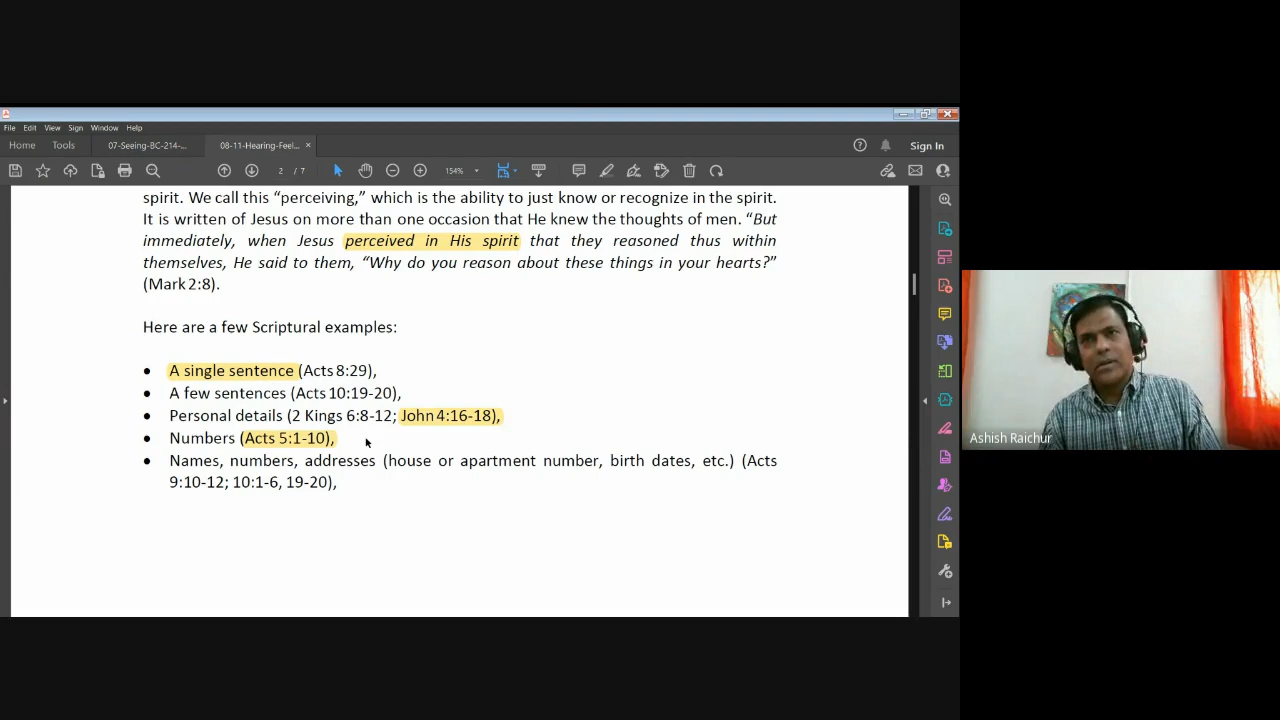 File Edit View Sign Window Help
Home Tools 07-Seeing-BC-214-... 08-11-Hearing-Feel... × Sign In
2 / 7 154%
spirit. We call this “perceiving,” which is the ability to just know or recognize in the spirit.
It is written of Jesus on more than one occasion that He knew the thoughts of men. “But
immediately, when Jesus perceived in His spirit that they reasoned thus within
themselves, He said to them, “Why do you reason about these things in your hearts?”
(Mark 2:8).
Here are a few Scriptural examples:
• A single sentence (Acts 8:29),
• A few sentences (Acts 10:19-20),
• Personal details (2 Kings 6:8-12; John 4:16-18),
• Numbers (Acts 5:1-10),
• Names, numbers, addresses (house or apartment number, birth dates, etc.) (Acts
9:10-12; 10:1-6, 19-20),
Ashish Raichur